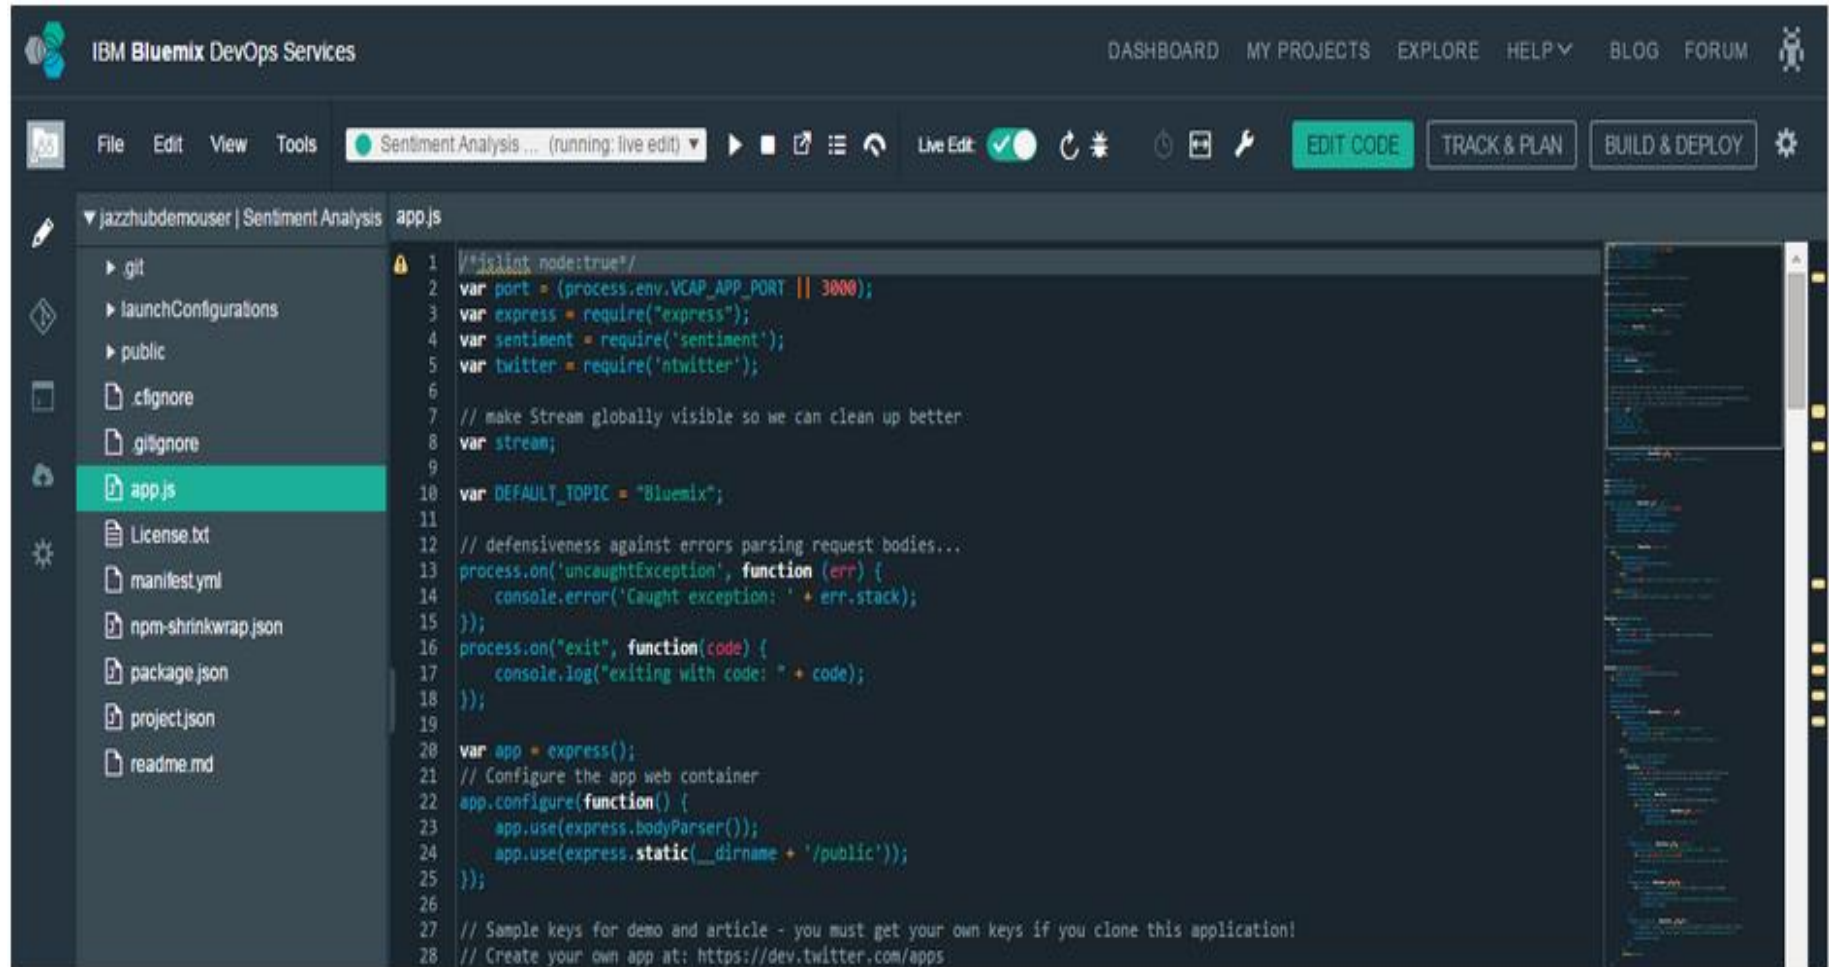 IBM Bluemix DevOps Services
DASHBOARD MY PROJECTS EXPLORE HELP BLOG FORUM
File Edit View Tools Sentiment Analysis ... (running: live edit) Live Edit: EDIT CODE TRACK & PLAN BUILD & DEPLOY
jazzhubdemouser | Sentiment Analysis
app.js
.git
launchConfigurations
public
.cfignore
.gitignore
app.js
License.txt
manifest.yml
npm-shrinkwrap.json
package.json
project.json
readme.md
1 /*jslint node:true*/
2 var port = (process.env.VCAP_APP_PORT || 3000);
3 var express = require("express");
4 var sentiment = require('sentiment');
5 var twitter = require('ntwitter');
6
7 // make Stream globally visible so we can clean up better
8 var stream;
9
10 var DEFAULT_TOPIC = "Bluemix";
11
12 // defensiveness against errors parsing request bodies...
13 process.on('uncaughtException', function (err) {
14 console.error('Caught exception: ' + err.stack);
15 });
16 process.on("exit", function(code) {
17 console.log("exiting with code: " + code);
18 });
19
20 var app = express();
21 // Configure the app web container
22 app.configure(function() {
23 app.use(express.bodyParser());
24 app.use(express.static(__dirname + '/public'));
25 });
26
27 // Sample keys for demo and article - you must get your own keys if you clone this application!
28 // Create your own app at: https://dev.twitter.com/apps